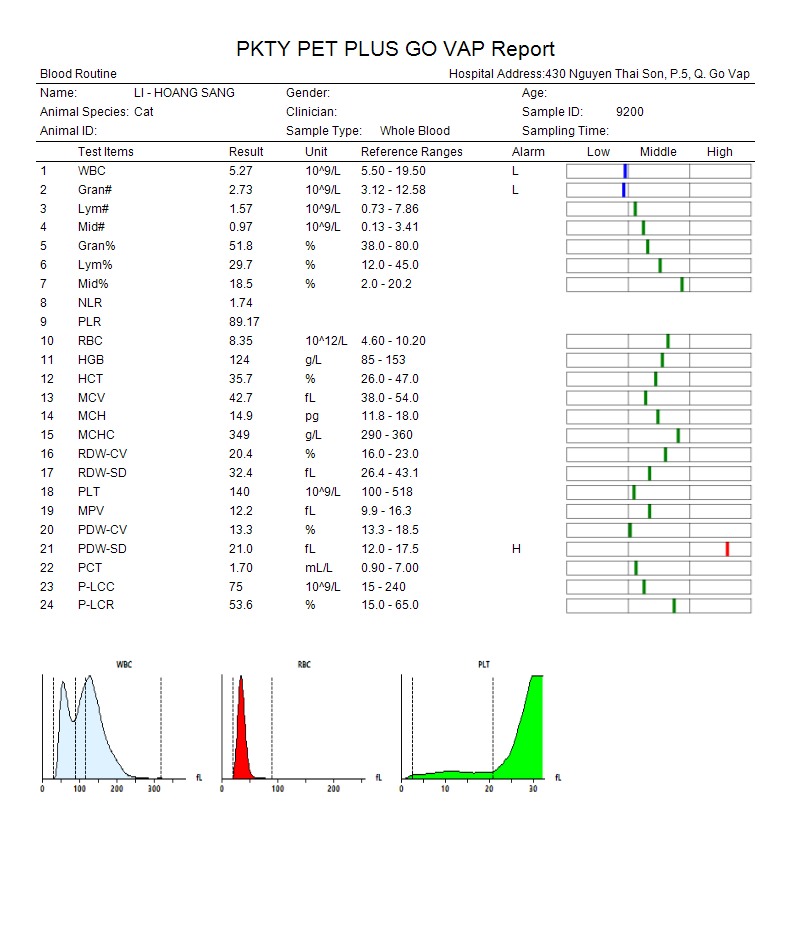 PKTY PET PLUS GO VAP Report
Blood Routine Hospital Address:430 Nguyen Thai Son, P.5, Q. Go Vap
Name: LI - HOANG SANG Gender: Age:
Animal Species: Cat Clinician: Sample ID: 9200
Animal ID: Sample Type: Whole Blood Sampling Time:
Test Items Result Unit Reference Ranges Alarm Low Middle High
1 WBC 5.27 10^9/L 5.50 - 19.50 L
2 Gran# 2.73 10^9/L 3.12 - 12.58 L
3 Lym# 1.57 10^9/L 0.73 - 7.86
4 Mid# 0.97 10^9/L 0.13 - 3.41
5 Gran% 51.8 % 38.0 - 80.0
6 Lym% 29.7 % 12.0 - 45.0
7 Mid% 18.5 % 2.0 - 20.2
8 NLR 1.74
9 PLR 89.17
10 RBC 8.35 10^12/L 4.60 - 10.20
11 HGB 124 g/L 85 - 153
12 HCT 35.7 % 26.0 - 47.0
13 MCV 42.7 fL 38.0 - 54.0
14 MCH 14.9 pg 11.8 - 18.0
15 MCHC 349 g/L 290 - 360
16 RDW-CV 20.4 % 16.0 - 23.0
17 RDW-SD 32.4 fL 26.4 - 43.1
18 PLT 140 10^9/L 100 - 518
19 MPV 12.2 fL 9.9 - 16.3
20 PDW-CV 13.3 % 13.3 - 18.5
21 PDW-SD 21.0 fL 12.0 - 17.5 H
22 PCT 1.70 mL/L 0.90 - 7.00
23 P-LCC 75 10^9/L 15 - 240
24 P-LCR 53.6 % 15.0 - 65.0
WBC RBC PLT
fL fL fL
0 100 200 300 0 100 200 0 10 20 30